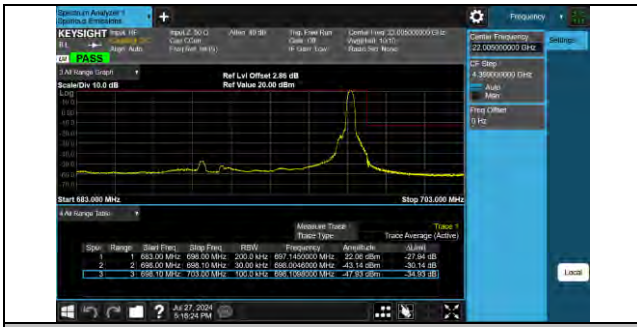 Spectrum Analyzer 1
Spurious Emissions
Frequency
KEYSIGHT Input: RF
Coupling: DC
Align: Auto
Input Z: 50 Ω
Corr CCorr
Freq Ref: Int (S)
Atten: 40 dB
Trig: Free Run
Gate: Off
IF Gain: Low
Center Freq: 22.005000000 GHz
Avg|Hold: 10/10
Radio Std: None
PASS
Center Frequency
22.005000000 GHz
Settings
CF Step
4.399000000 GHz
Auto
Man
Freq Offset
0 Hz
3 All Range Graph
Scale/Div 10.0 dB
Ref Lvl Offset 2.86 dB
Ref Value 20.00 dBm
Log
Start 683.000 MHz
Stop 703.000 MHz
4 All Range Table
Measure Trace Trace 1
Trace Type Trace Average (Active)
Spur Range Start Freq Stop Freq RBW Frequency Amplitude ΔLimit
1 1 683.00 MHz 698.00 MHz 200.0 kHz 697.1450000 MHz 22.06 dBm -27.94 dB
2 2 698.00 MHz 698.10 MHz 30.00 kHz 698.0046000 MHz -43.14 dBm -30.14 dB
3 3 698.10 MHz 703.00 MHz 100.0 kHz 698.1098000 MHz -47.93 dBm -34.93 dB
Local
Jul 27, 2024
5:16:24 PM